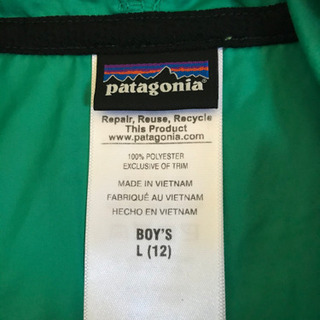 patagonia®
Repair, Reuse, Recycle
This Product
www.patagonia.com
100% POLYESTER
EXCLUSIVE OF TRIM
MADE IN VIETNAM
FABRIQUÉ AU VIETNAM
HECHO EN VIETNAM
BOY'S
L (12)